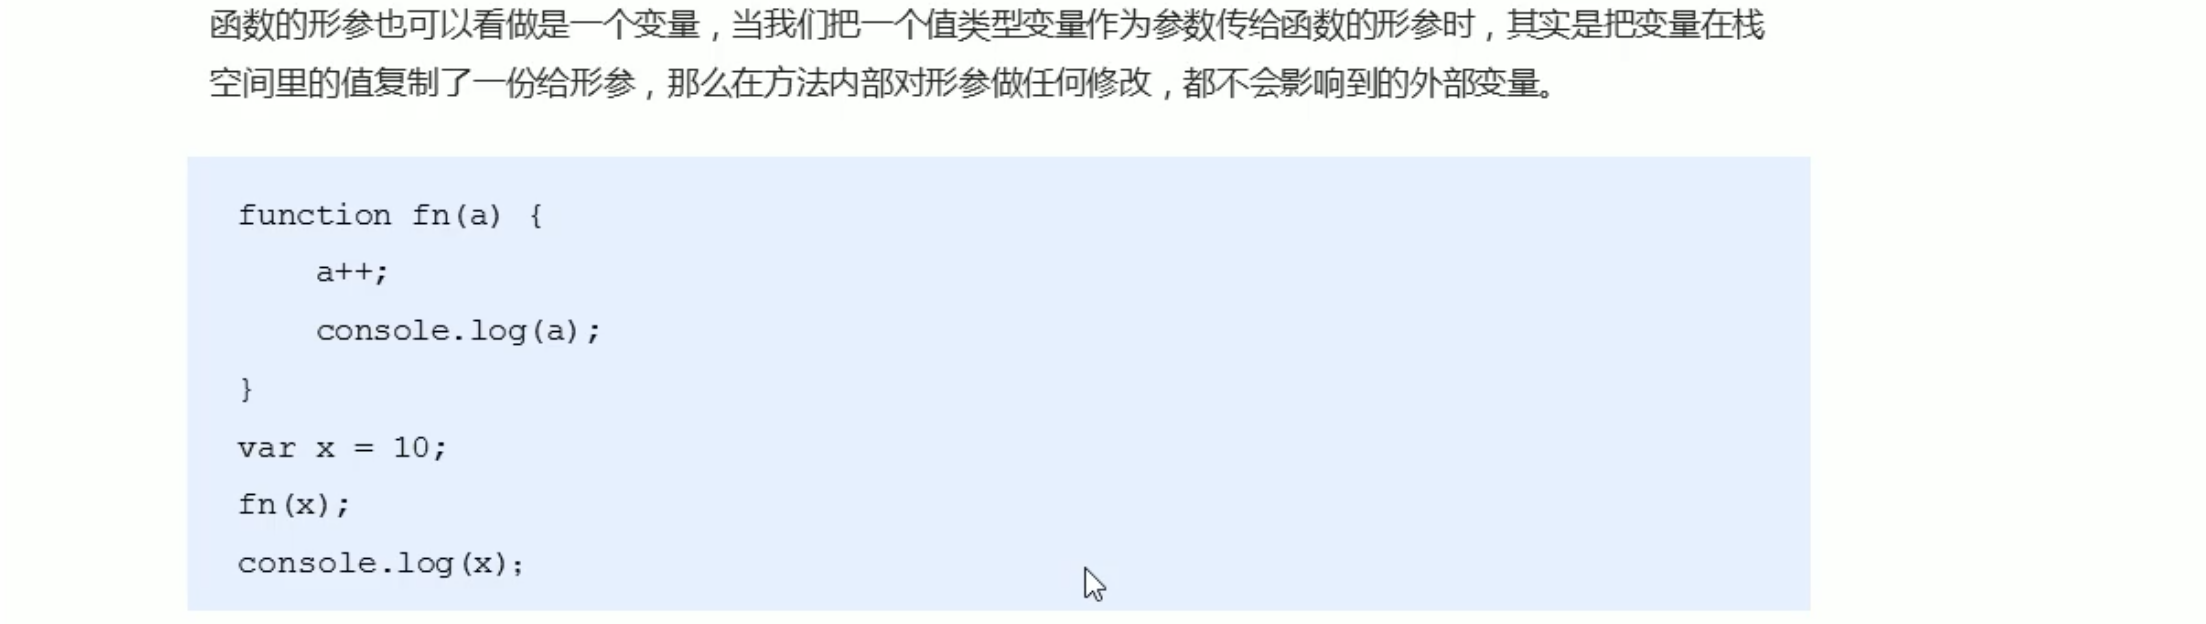 函数的形参也可以看做是一个变量，当我们把一个值类型变量作为参数传给函数的形参时，其实是把变量在栈
空间里的值复制了一份给形参，那么在方法内部对形参做任何修改，都不会影响到的外部变量。
function fn(a) {
    a++;
    console.log(a);
}
var x = 10;
fn(x);
console.log(x);